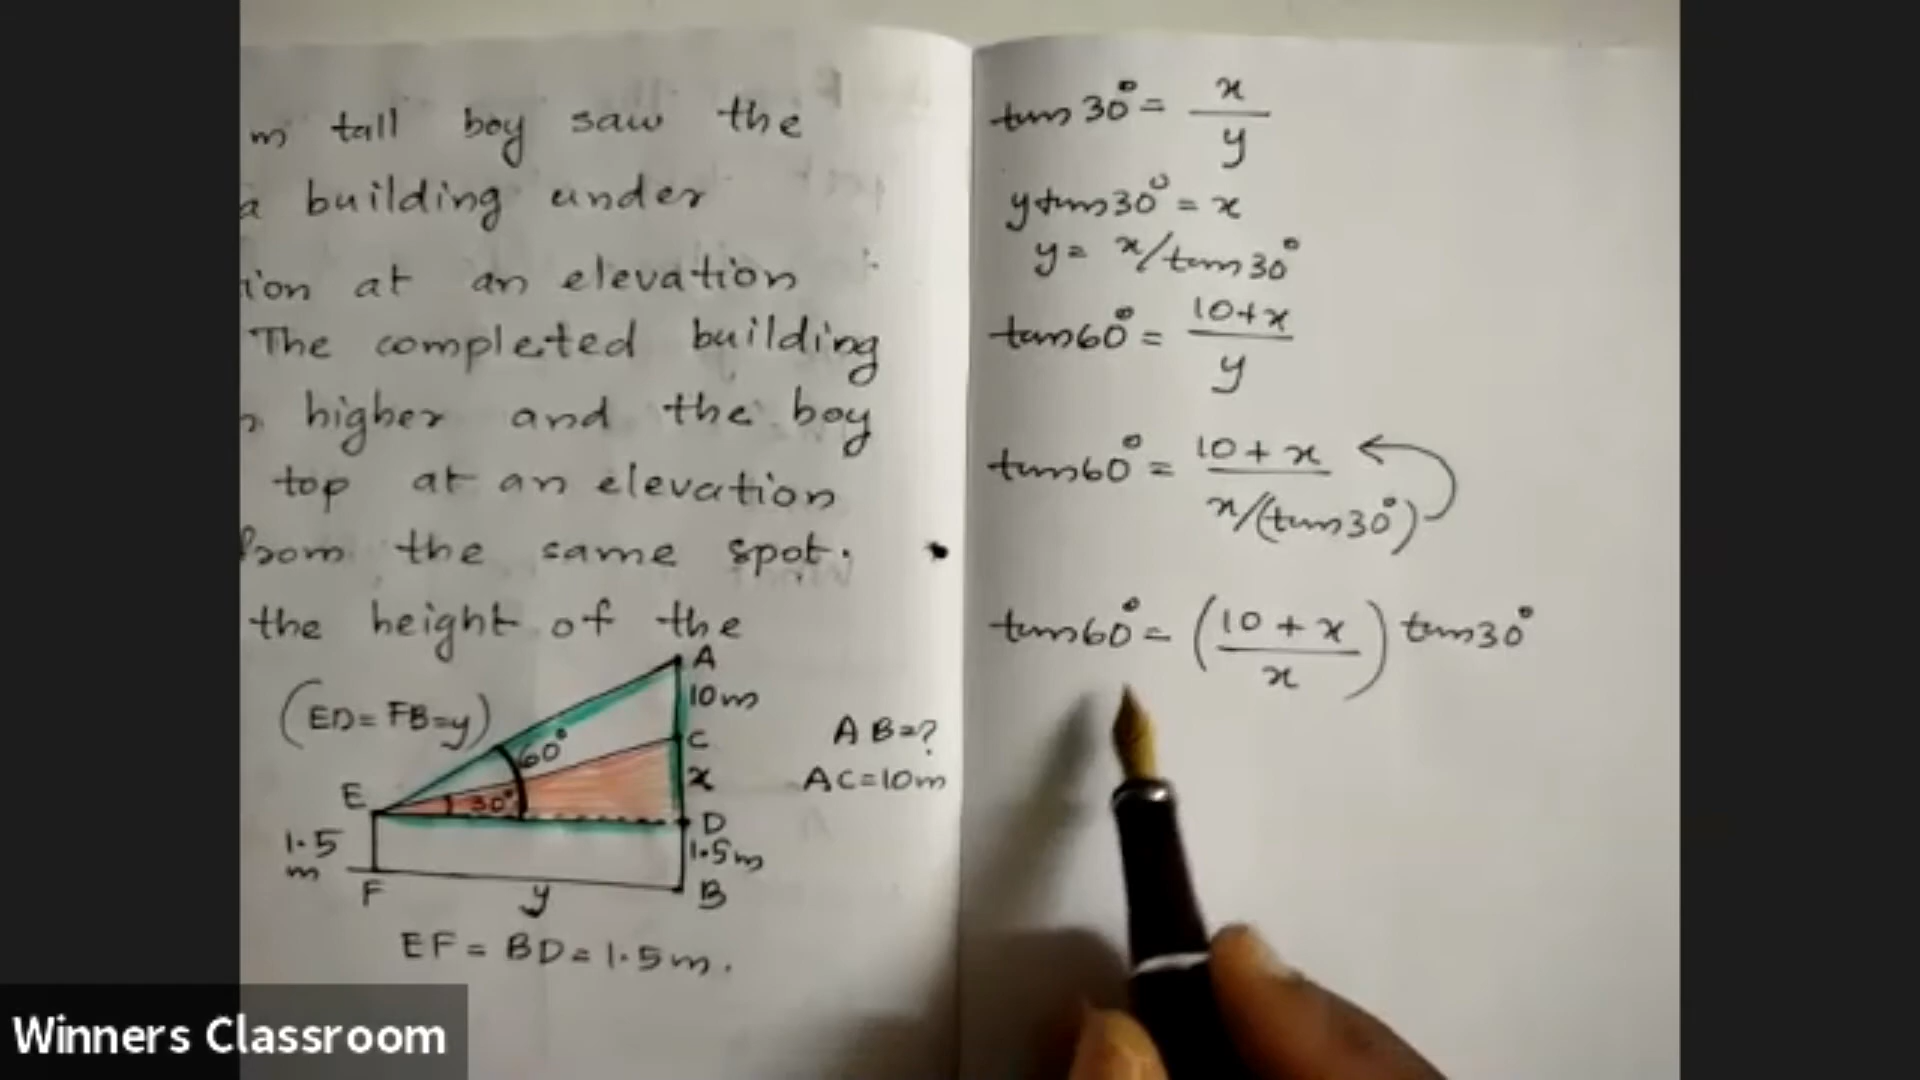 m tall boy saw the
a building under
ion at an elevation
The completed building
higher and the boy
top at an elevation
from the same spot.
the height of the
(ED = FB = y)
A
10m
C
60°
x
E
30°
D
1.5
m
1.5m
F
y
B
EF = BD = 1.5m.
AB = ?
AC = 10m
tan 30° = x / y
y tan 30° = x
y = x/tan 30°
tan 60° = 10+x / y
tan 60° = 10 + x / x/(tan 30°)
tan 60° = (10 + x / x) tan 30°
Winners Classroom